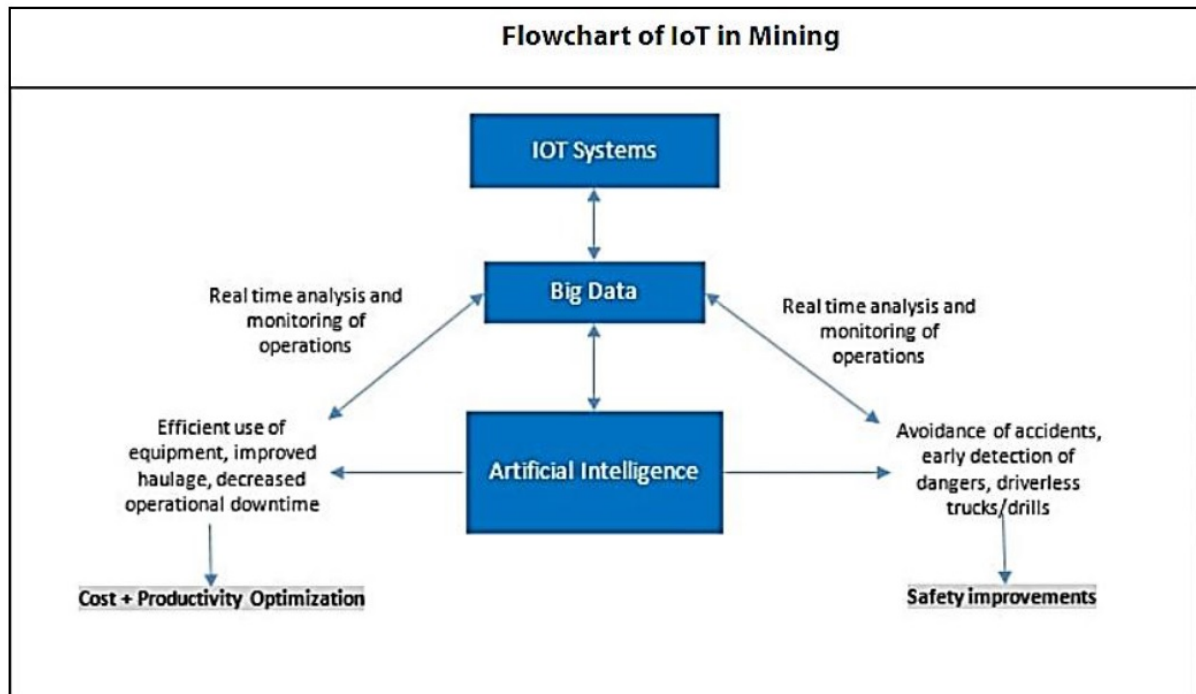 Flowchart of IoT in Mining
IOT Systems
Big Data
Real time analysis and
monitoring of
operations
Real time analysis and
monitoring of
operations
Efficient use of
equipment, improved
haulage, decreased
operational downtime
Artificial Intelligence
Avoidance of accidents,
early detection of
dangers, driverless
trucks/drills
Cost + Productivity Optimization
Safety improvements